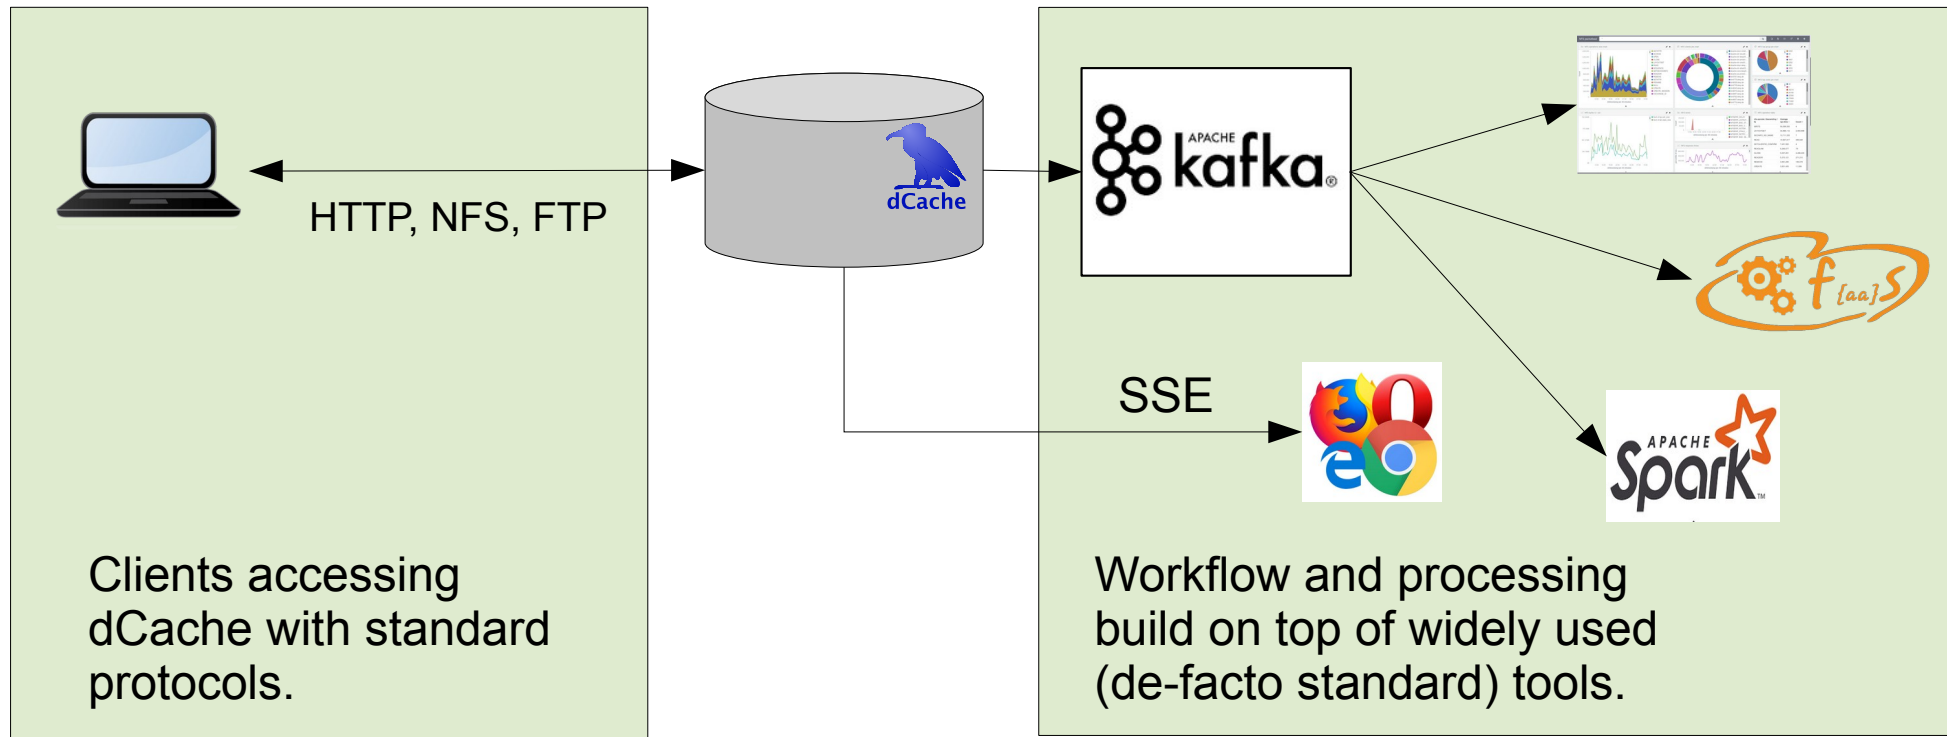 HTTP, NFS, FTP
dCache
APACHE
kafka®
f{aa}S
SSE
APACHE
Spark™
Clients accessing
dCache with standard
protocols.
Workflow and processing
build on top of widely used
(de-facto standard) tools.